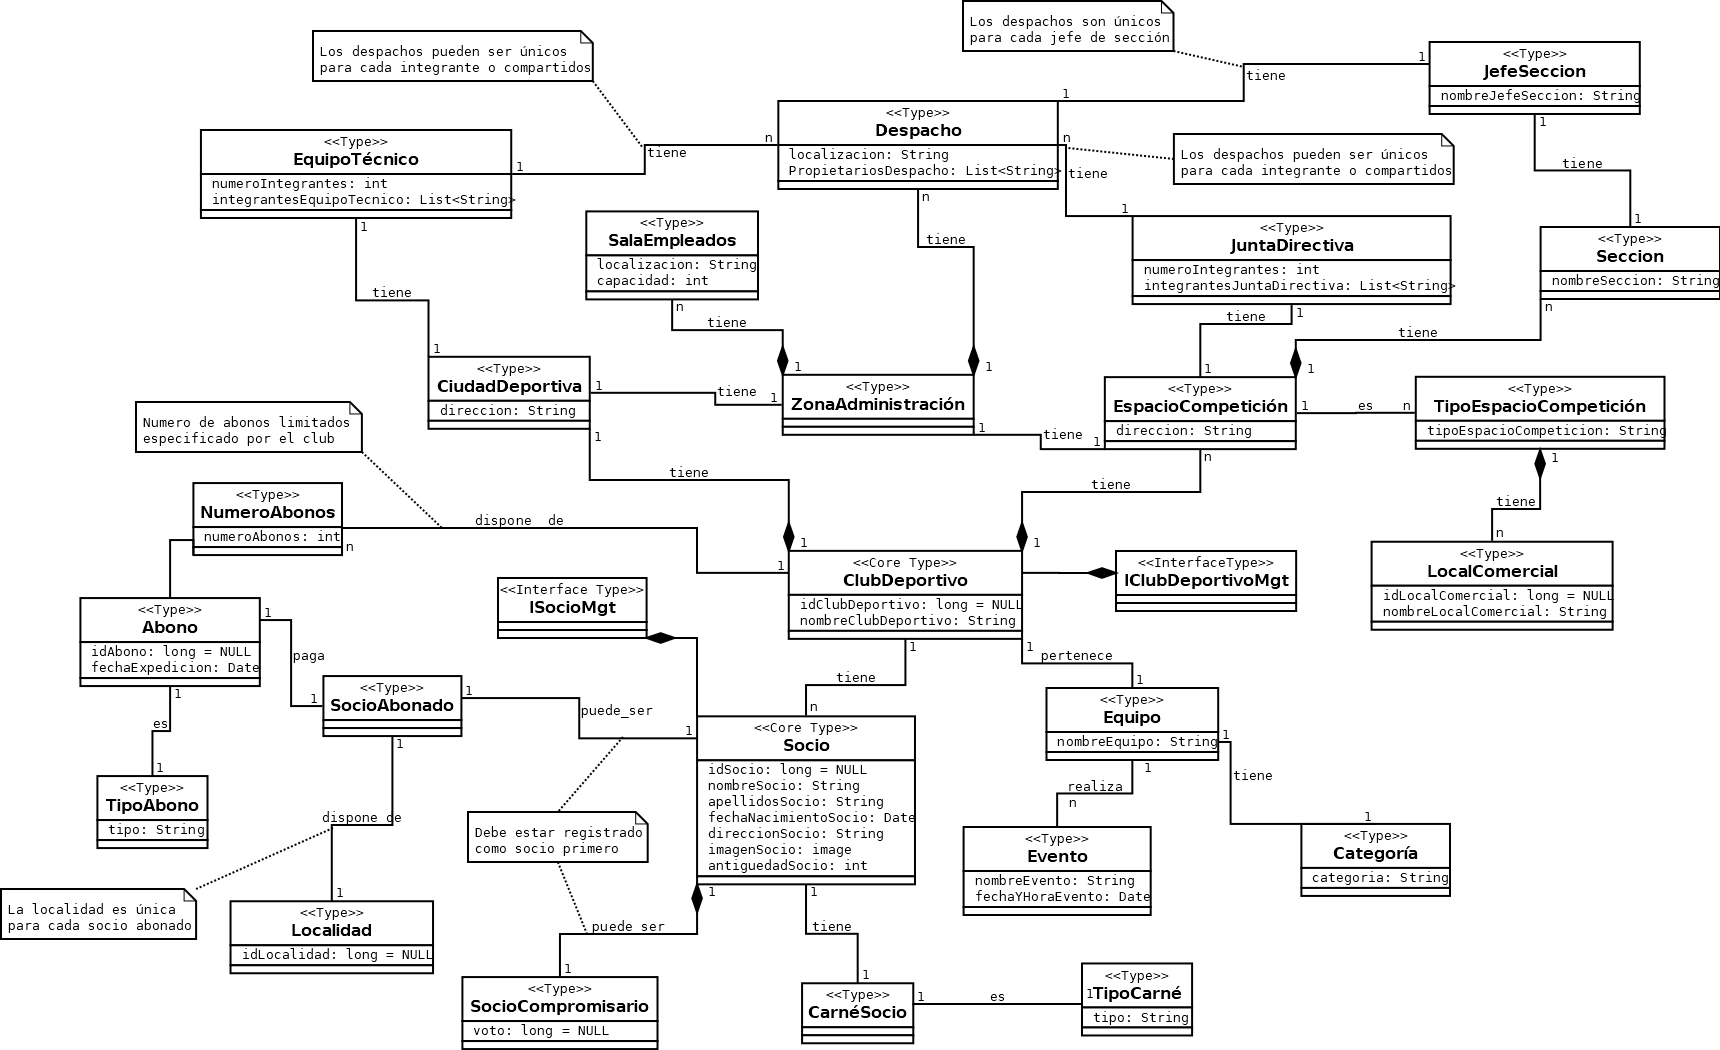 Los despachos son únicos
para cada jefe de sección
Los despachos pueden ser únicos
para cada integrante o compartidos
<<Type>>
JefeSeccion
nombreJefeSeccion: String
1
tiene
1
<<Type>>
Despacho
localizacion: String
PropietariosDespacho: List<String>
n
n
n
1
<<Type>>
EquipoTécnico
numeroIntegrantes: int
integrantesEquipoTecnico: List<String>
1
tiene
1
Los despachos pueden ser únicos
para cada integrante o compartidos
tiene
1
tiene
1
<<Type>>
SalaEmpleados
localizacion: String
capacidad: int
n
tiene
1
tiene
1
<<Type>>
JuntaDirectiva
numeroIntegrantes: int
integrantesJuntaDirectiva: List<String>
1
tiene
1
<<Type>>
Seccion
nombreSeccion: String
n
tiene
1
tiene
1
<<Type>>
CiudadDeportiva
direccion: String
1
tiene
1
1
<<Type>>
ZonaAdministración
1
tiene
1
<<Type>>
EspacioCompetición
direccion: String
1
es
n
n
<<Type>>
TipoEspacioCompetición
tipoEspacioCompeticion: String
1
tiene
n
Numero de abonos limitados
especificado por el club
tiene
1
tiene
1
<<Type>>
NumeroAbonos
numeroAbonos: int
n
dispone de
1
<<Core Type>>
ClubDeportivo
idClubDeportivo: long = NULL
nombreClubDeportivo: String
1
1
<<InterfaceType>>
IClubDeportivoMgt
<<Type>>
LocalComercial
idLocalComercial: long = NULL
nombreLocalComercial: String
<<Interface Type>>
ISocioMgt
<<Type>>
Abono
idAbono: long = NULL
fechaExpedicion: Date
1
paga
1
1
es
1
<<Type>>
SocioAbonado
1
puede_ser
1
1
tiene
n
pertenece
1
<<Core Type>>
Socio
idSocio: long = NULL
nombreSocio: String
apellidosSocio: String
fechaNacimientoSocio: Date
direccionSocio: String
imagenSocio: image
antiguedadSocio: int
1
1
<<Type>>
Equipo
nombreEquipo: String
1
1
tiene
1
realiza
n
<<Type>>
TipoAbono
tipo: String
dispone de
1
Debe estar registrado
como socio primero
<<Type>>
Evento
nombreEvento: String
fechaYHoraEvento: Date
<<Type>>
Categoría
categoria: String
La localidad es única
para cada socio abonado
<<Type>>
Localidad
idLocalidad: long = NULL
puede ser
1
tiene
1
<<Type>>
SocioCompromisario
voto: long = NULL
<<Type>>
CarnéSocio
1
es
1
<<Type>>
TipoCarné
tipo: String